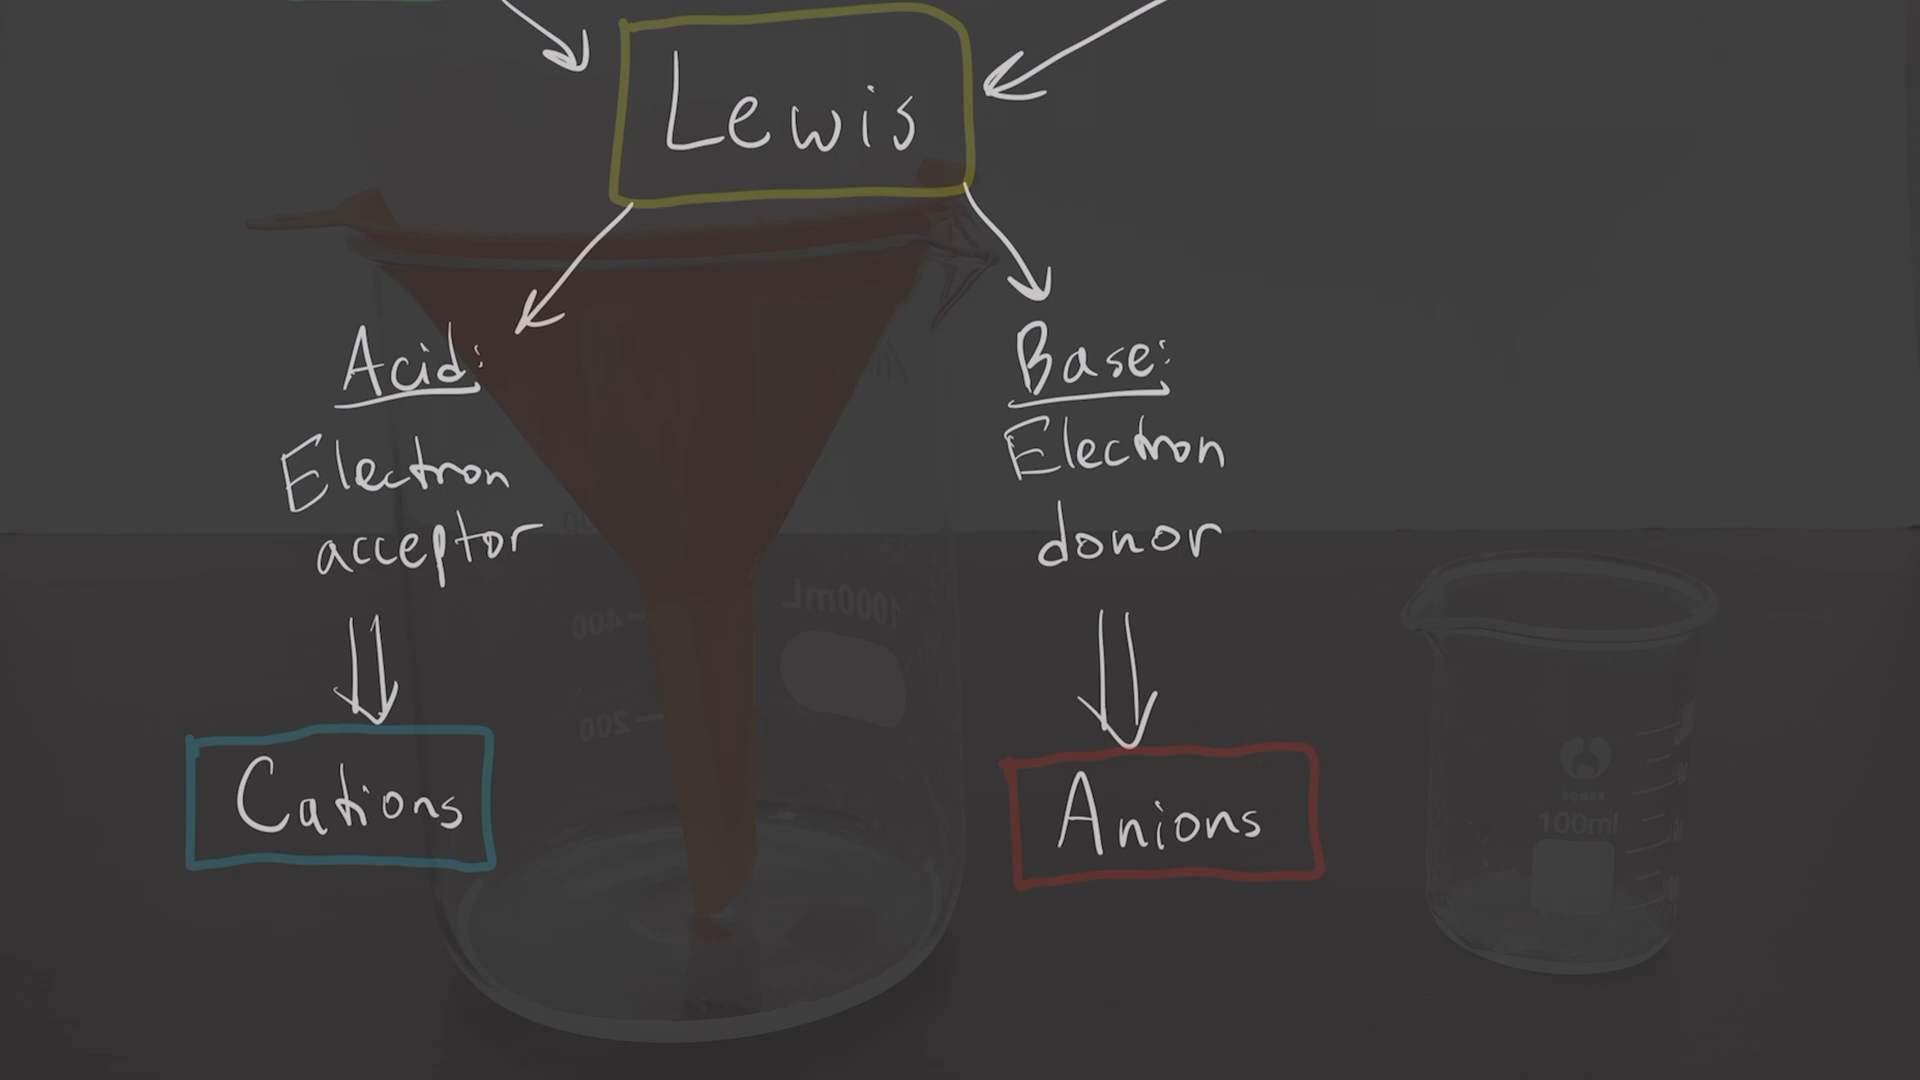 Lewis
Acid:
Electron
acceptor
Cations
Base:
Electron
donor
Anions
400
1000mL
200
100ml